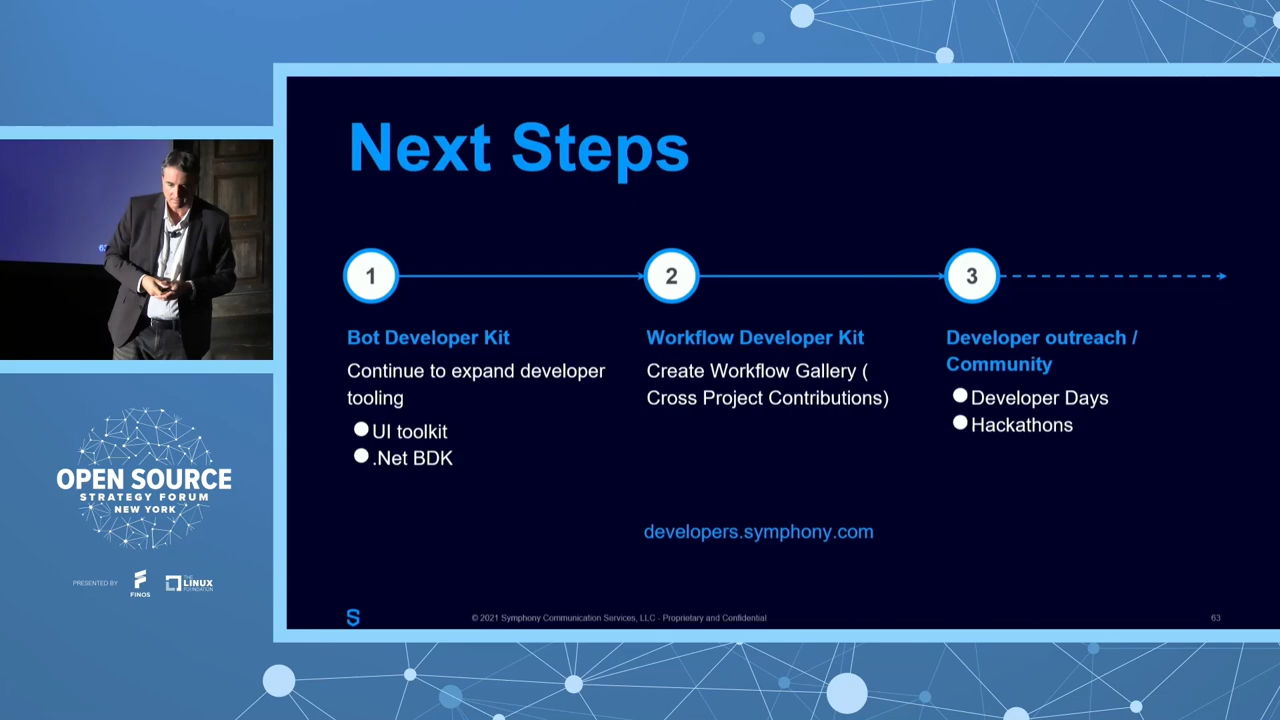 Next Steps
1
2
3
Bot Developer Kit
Continue to expand developer
tooling
UI toolkit
.Net BDK
Workflow Developer Kit
Create Workflow Gallery (
Cross Project Contributions)
Developer outreach /
Community
Developer Days
Hackathons
developers.symphony.com
© 2021 Symphony Communication Services, LLC - Proprietary and Confidential
63
OPEN SOURCE
STRATEGY FORUM
NEW YORK
PRESENTED BY
FINOS
THE
LINUX
FOUNDATION